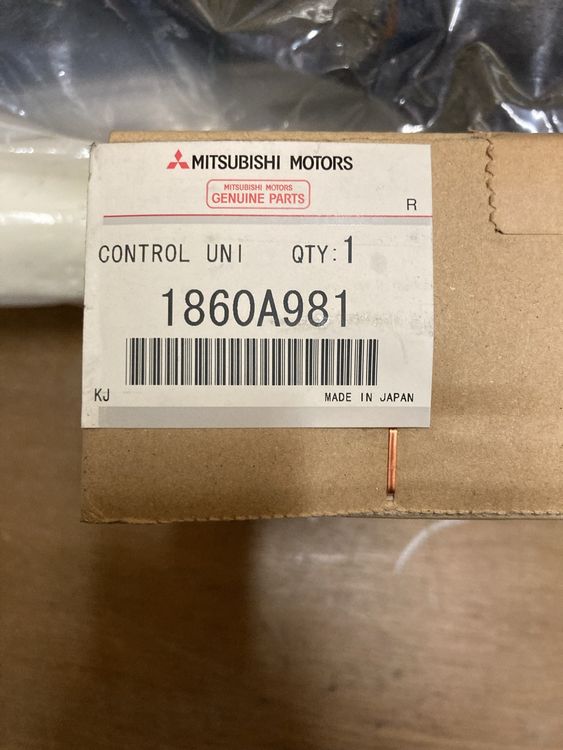 MITSUBISHI MOTORS
MITSUBISHI MOTORS
GENUINE PARTS
R
CONTROL UNI QTY:1
1860A981
KJ MADE IN JAPAN